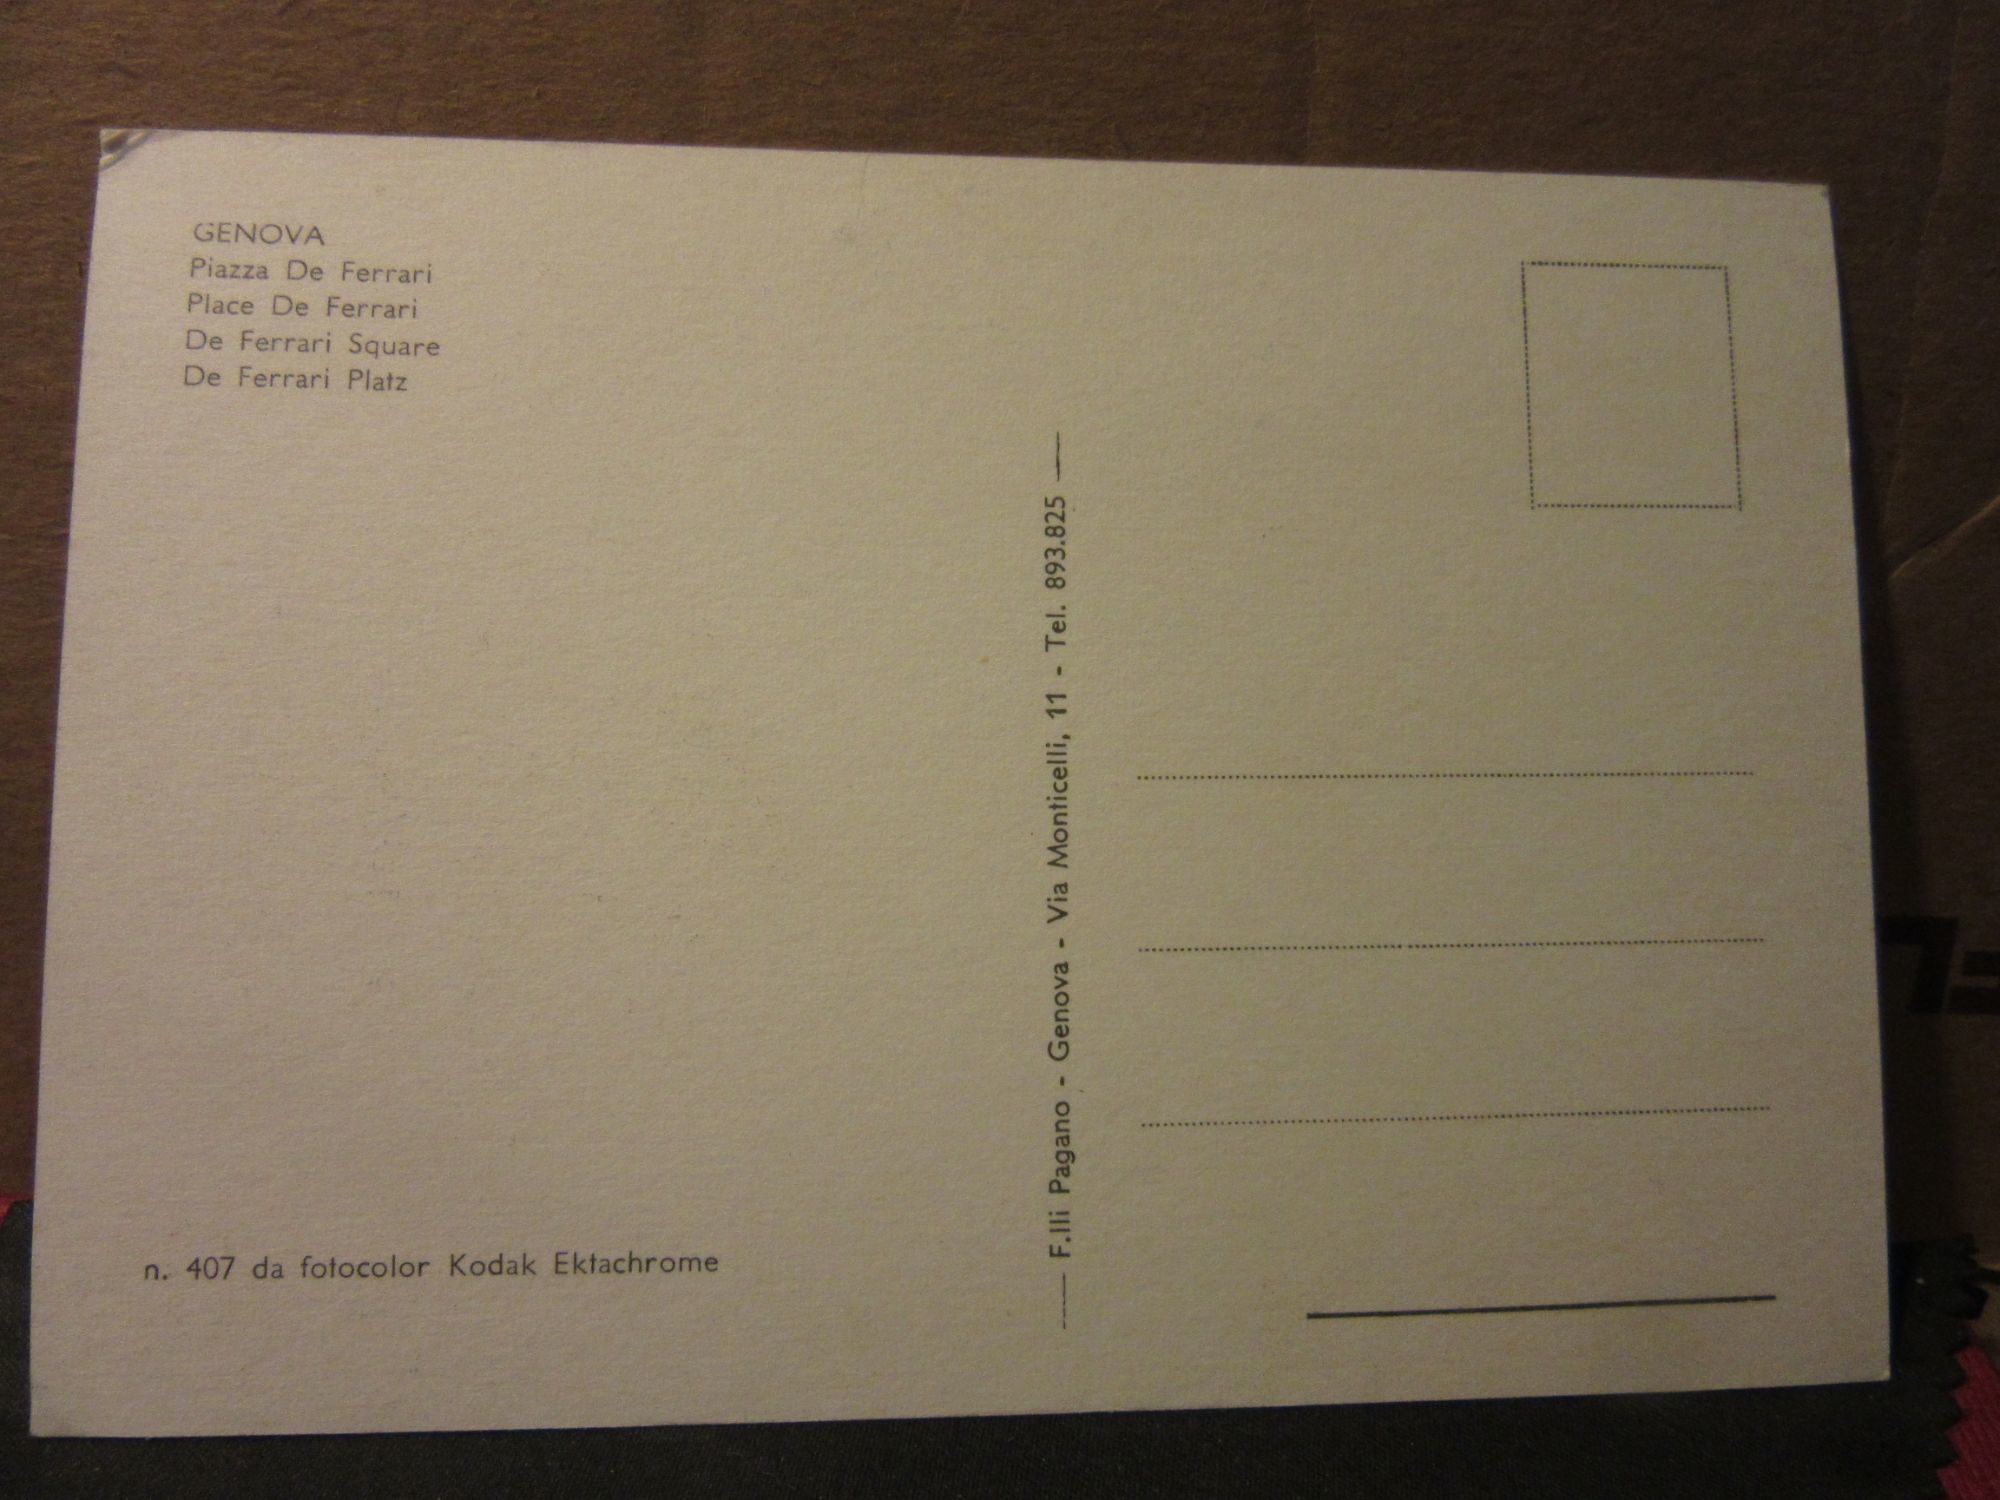 GENOVA
Piazza De Ferrari
Place De Ferrari
De Ferrari Square
De Ferrari Platz
n. 407 da fotocolor Kodak Ektachrome
F.lli Pagano - Genova - Via Monticelli, 11 - Tel. 893.825